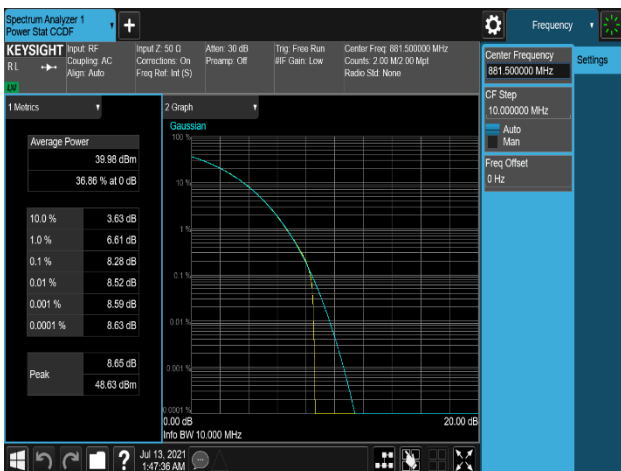 Spectrum Analyzer 1
Power Stat CCDF
+
Frequency
KEYSIGHT
RL
LW
Input: RF
Coupling: AC
Align: Auto
Input Z: 50 Ω
Corrections: On
Freq Ref: Int (S)
Atten: 30 dB
Preamp: Off
Trig: Free Run
#IF Gain: Low
Center Freq: 881.500000 MHz
Counts: 2.00 M/2.00 Mpt
Radio Std: None
Center Frequency
881.500000 MHz
Settings
CF Step
10.000000 MHz
Auto
Man
Freq Offset
0 Hz
1 Metrics
Average Power
39.98 dBm
36.86 % at 0 dB
10.0 % 3.63 dB
1.0 % 6.61 dB
0.1 % 8.28 dB
0.01 % 8.52 dB
0.001 % 8.59 dB
0.0001 % 8.63 dB
Peak
8.65 dB
48.63 dBm
2 Graph
Gaussian
100 %
10 %
1 %
0.1 %
0.01 %
0.001 %
0.0001 %
0.00 dB
20.00 dB
Info BW 10.000 MHz
?
Jul 13, 2021
1:47:36 AM